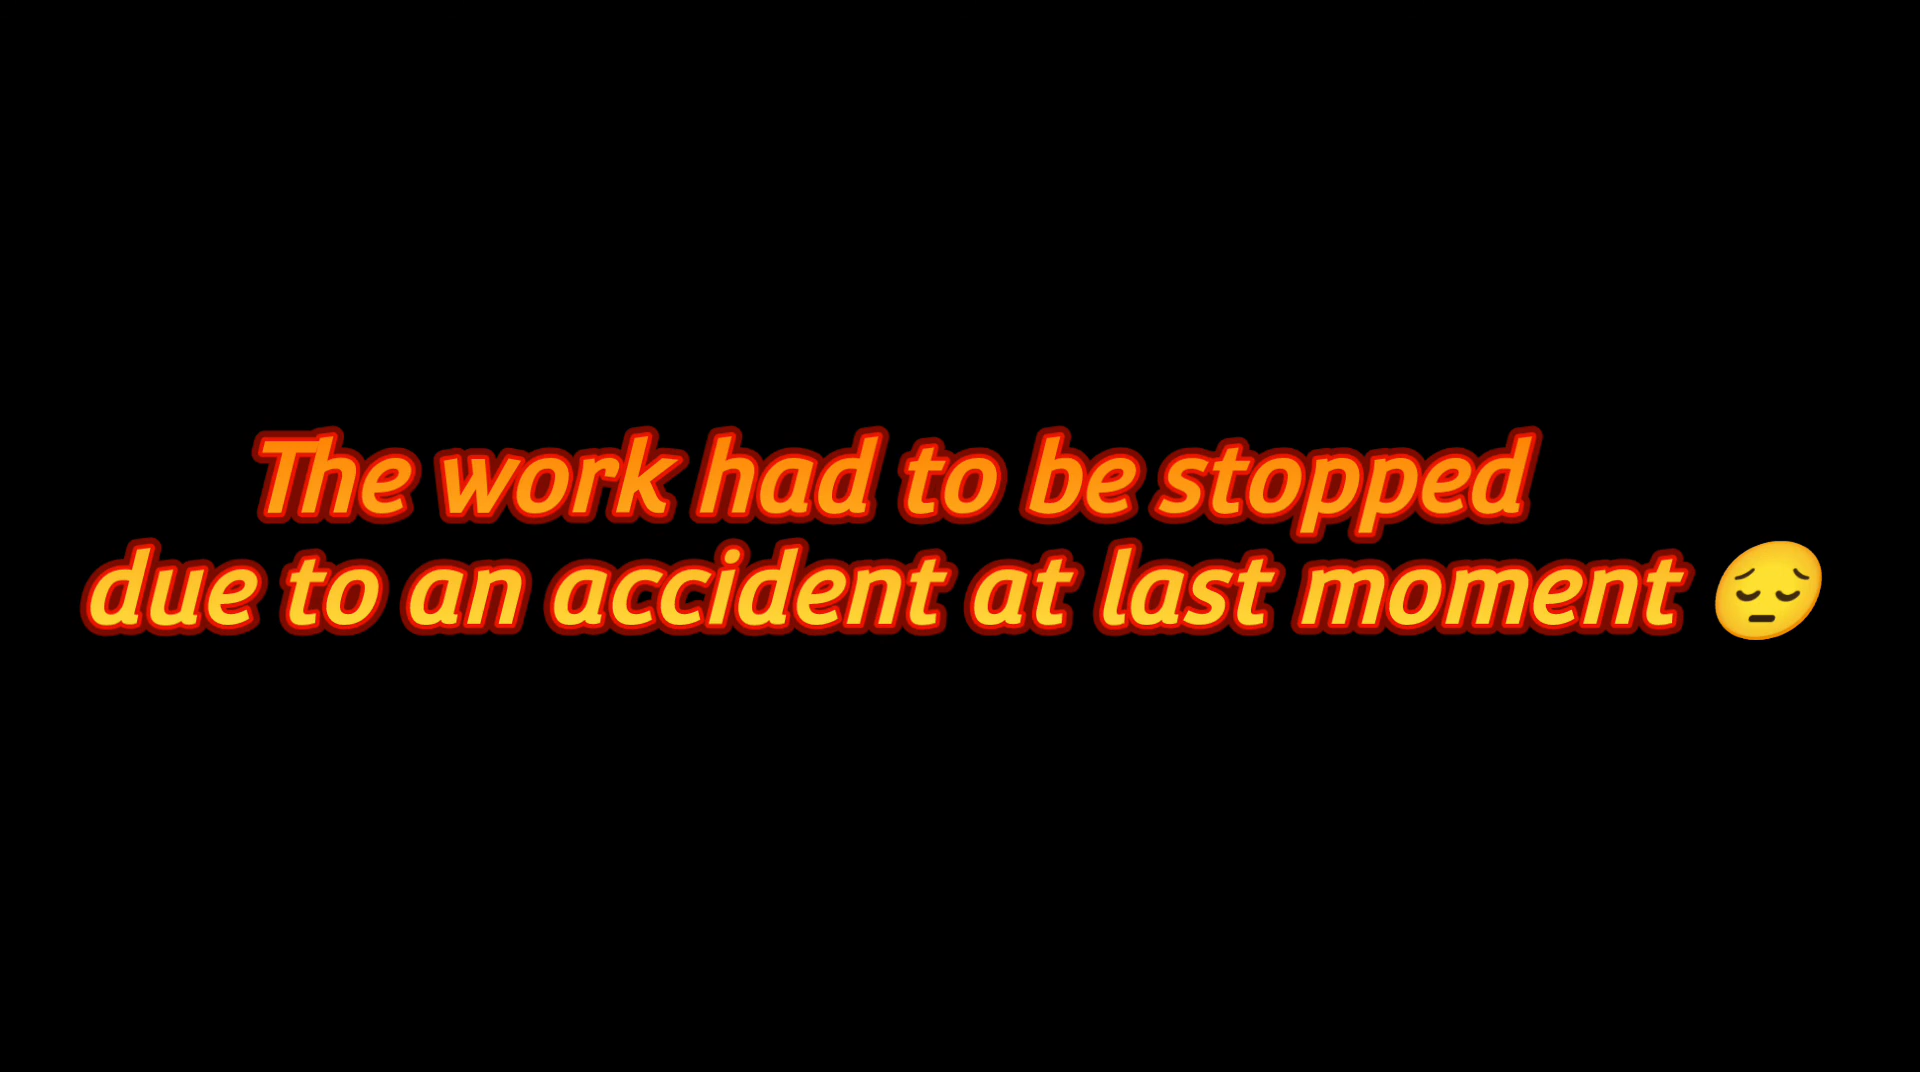 The work had to be stopped
due to an accident at last moment 😔